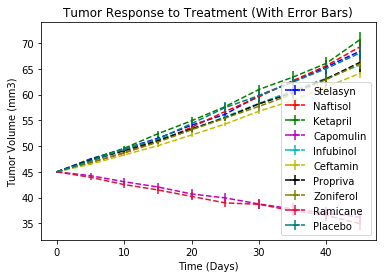 Tumor Response to Treatment (With Error Bars)
Tumor Volume (mm3)
70
65
60
55
50
45
40
35
Stelasyn
Naftisol
Ketapril
Capomulin
Infubinol
Ceftamin
Propriva
Zoniferol
Ramicane
Placebo
0 10 20 30 40
Time (Days)